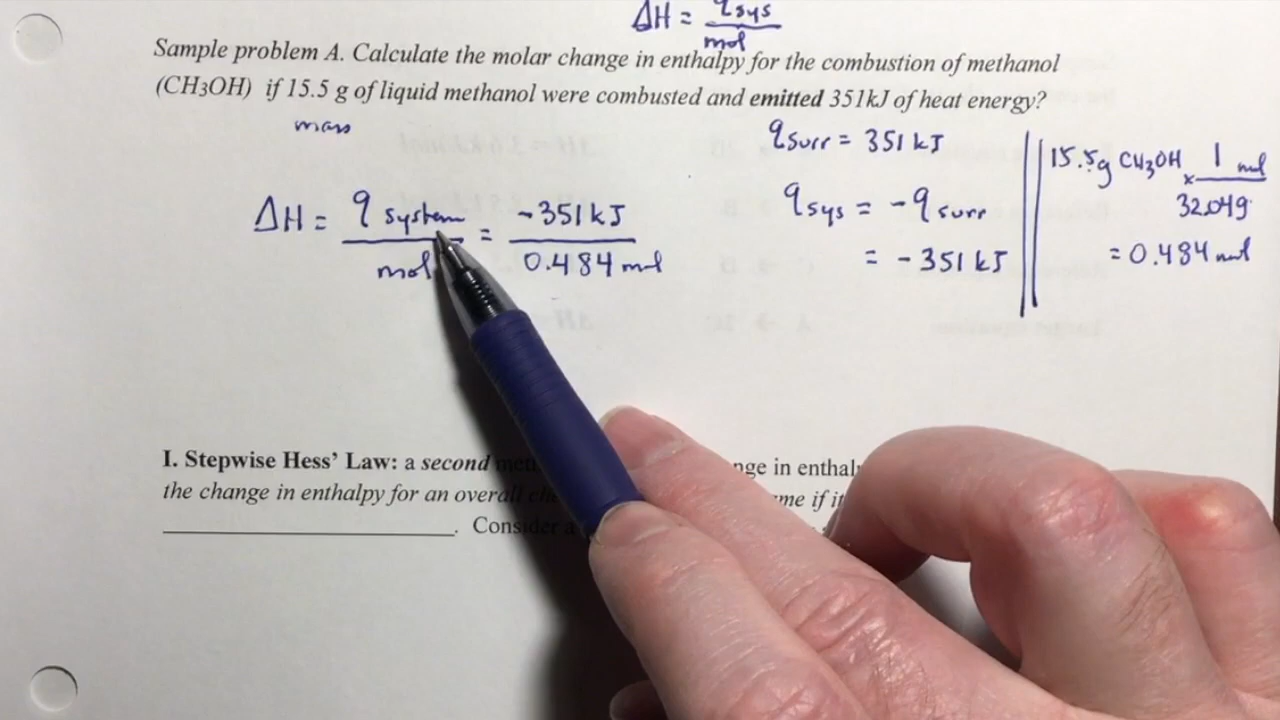 ΔH = qsys
mol
Sample problem A. Calculate the molar change in enthalpy for the combustion of methanol
(CH3OH) if 15.5 g of liquid methanol were combusted and emitted 351kJ of heat energy?
mass
qsurr = 351 kJ
qsys = -qsurr
= -351 kJ
15.5g CH3OH x 1 mol
32.04g
= 0.484 mol
ΔH = q system = -351 kJ
mol 0.484 mol
I. Stepwise Hess' Law: a second in
the change in enthalpy for an overall me if
. Consider a